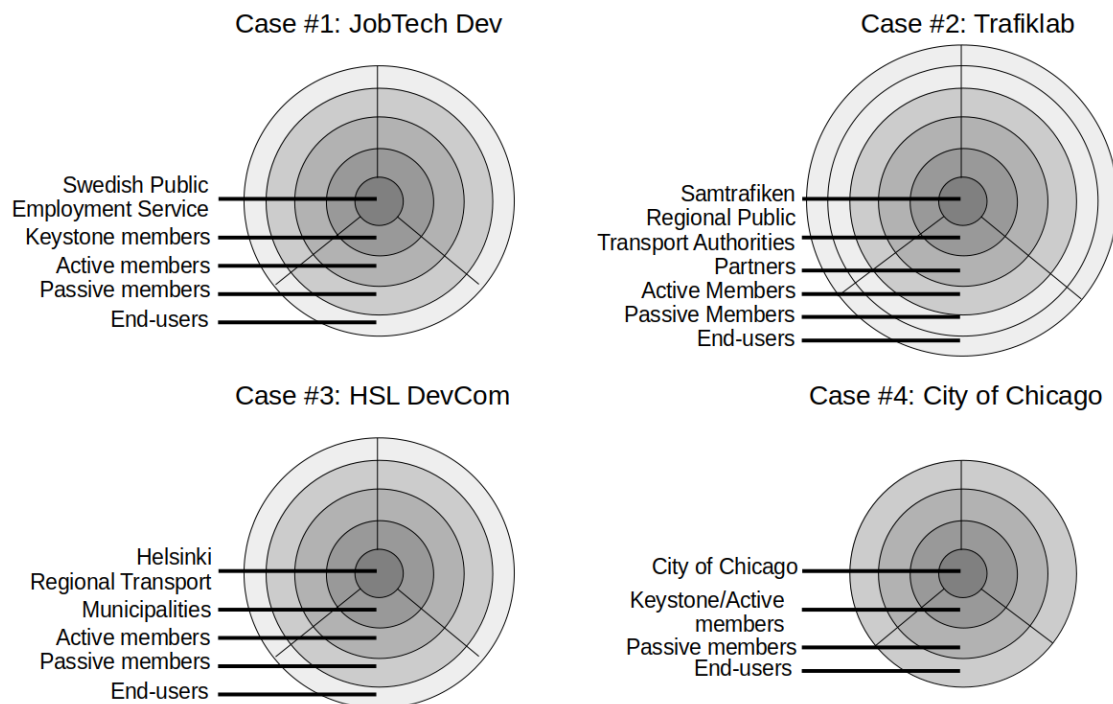 Case #1: JobTech Dev
Swedish Public
Employment Service
Keystone members
Active members
Passive members
End-users
Case #2: Trafiklab
Samtrafiken
Regional Public
Transport Authorities
Partners
Active Members
Passive Members
End-users
Case #3: HSL DevCom
Helsinki
Regional Transport
Municipalities
Active members
Passive members
End-users
Case #4: City of Chicago
City of Chicago
Keystone/Active
members
Passive members
End-users